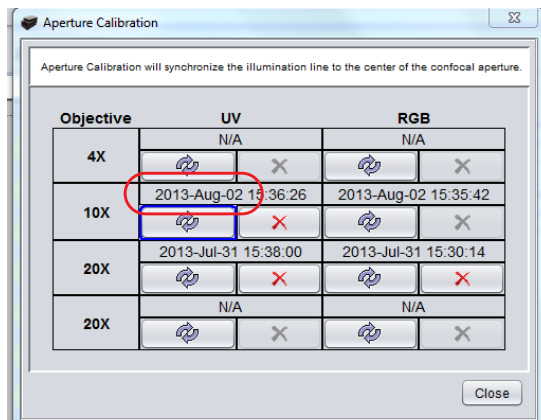 Aperture Calibration
Aperture Calibration will synchronize the illumination line to the center of the confocal aperture.
Objective UV RGB
N/A N/A
4X
2013-Aug-02 15:36:26 2013-Aug-02 15:35:42
10X
2013-Jul-31 15:38:00 2013-Jul-31 15:30:14
20X
N/A N/A
20X
Close